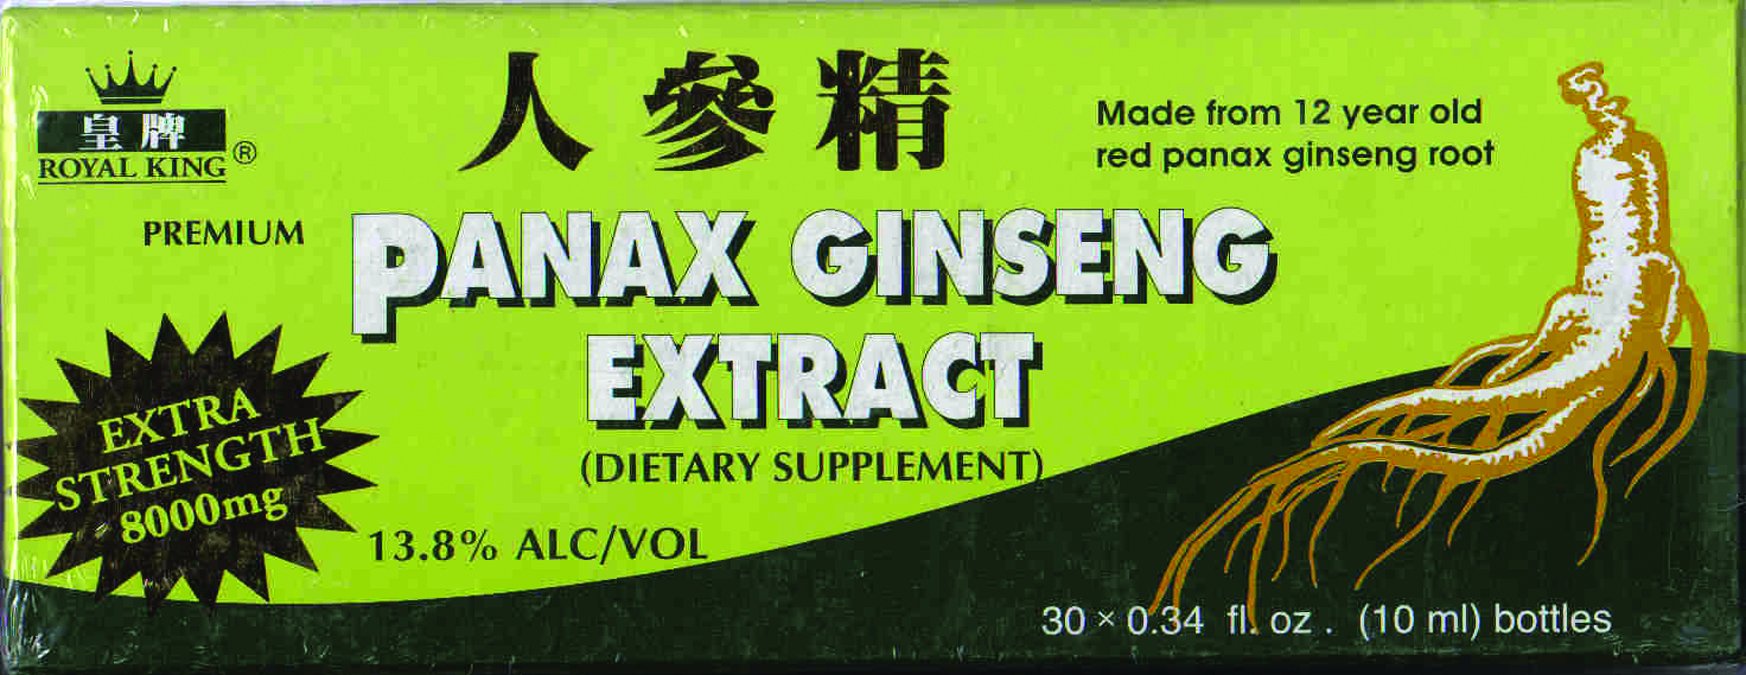 皇牌
ROYAL KING®
人參精
Made from 12 year old
red panax ginseng root
PREMIUM
PANAX GINSENG
EXTRACT
(DIETARY SUPPLEMENT)
EXTRA
STRENGTH
8000mg
13.8% ALC/VOL
30 × 0.34 fl. oz . (10 ml) bottles